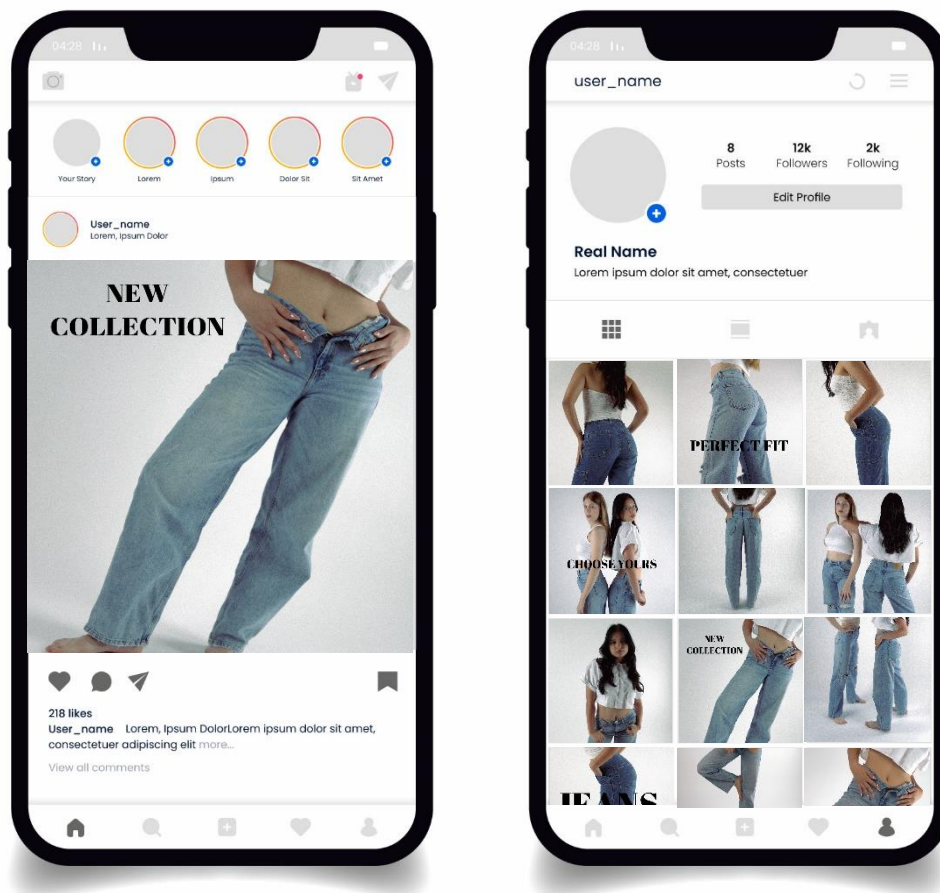 04:28
Your Story
Lorem
Ipsum
Dolor Sit
Sit Amet
User_name
Lorem, Ipsum Dolor
NEW
COLLECTION
218 likes
User_name Lorem, Ipsum DolorLorem ipsum dolor sit amet,
consectetuer adipiscing elit more...
View all comments
04:28
user_name
8
Posts
12k
Followers
2k
Following
Edit Profile
Real Name
Lorem ipsum dolor sit amet, consectetuer
PERFECT FIT
CHOOSE YOURS
NEW
COLLECTION
JEANS